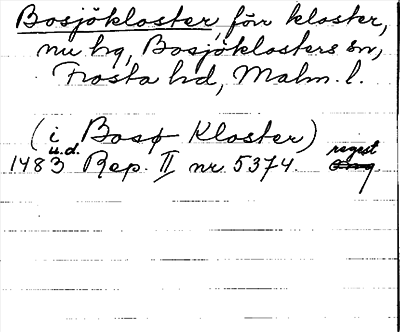 Bosjökloster, förr kloster,
nu hg, Bosjöklosters sn,
Frosta hd, Malm. l.
(i Bosø Kloster)
u.d.
1483 Rep. II nr. 5374. regest